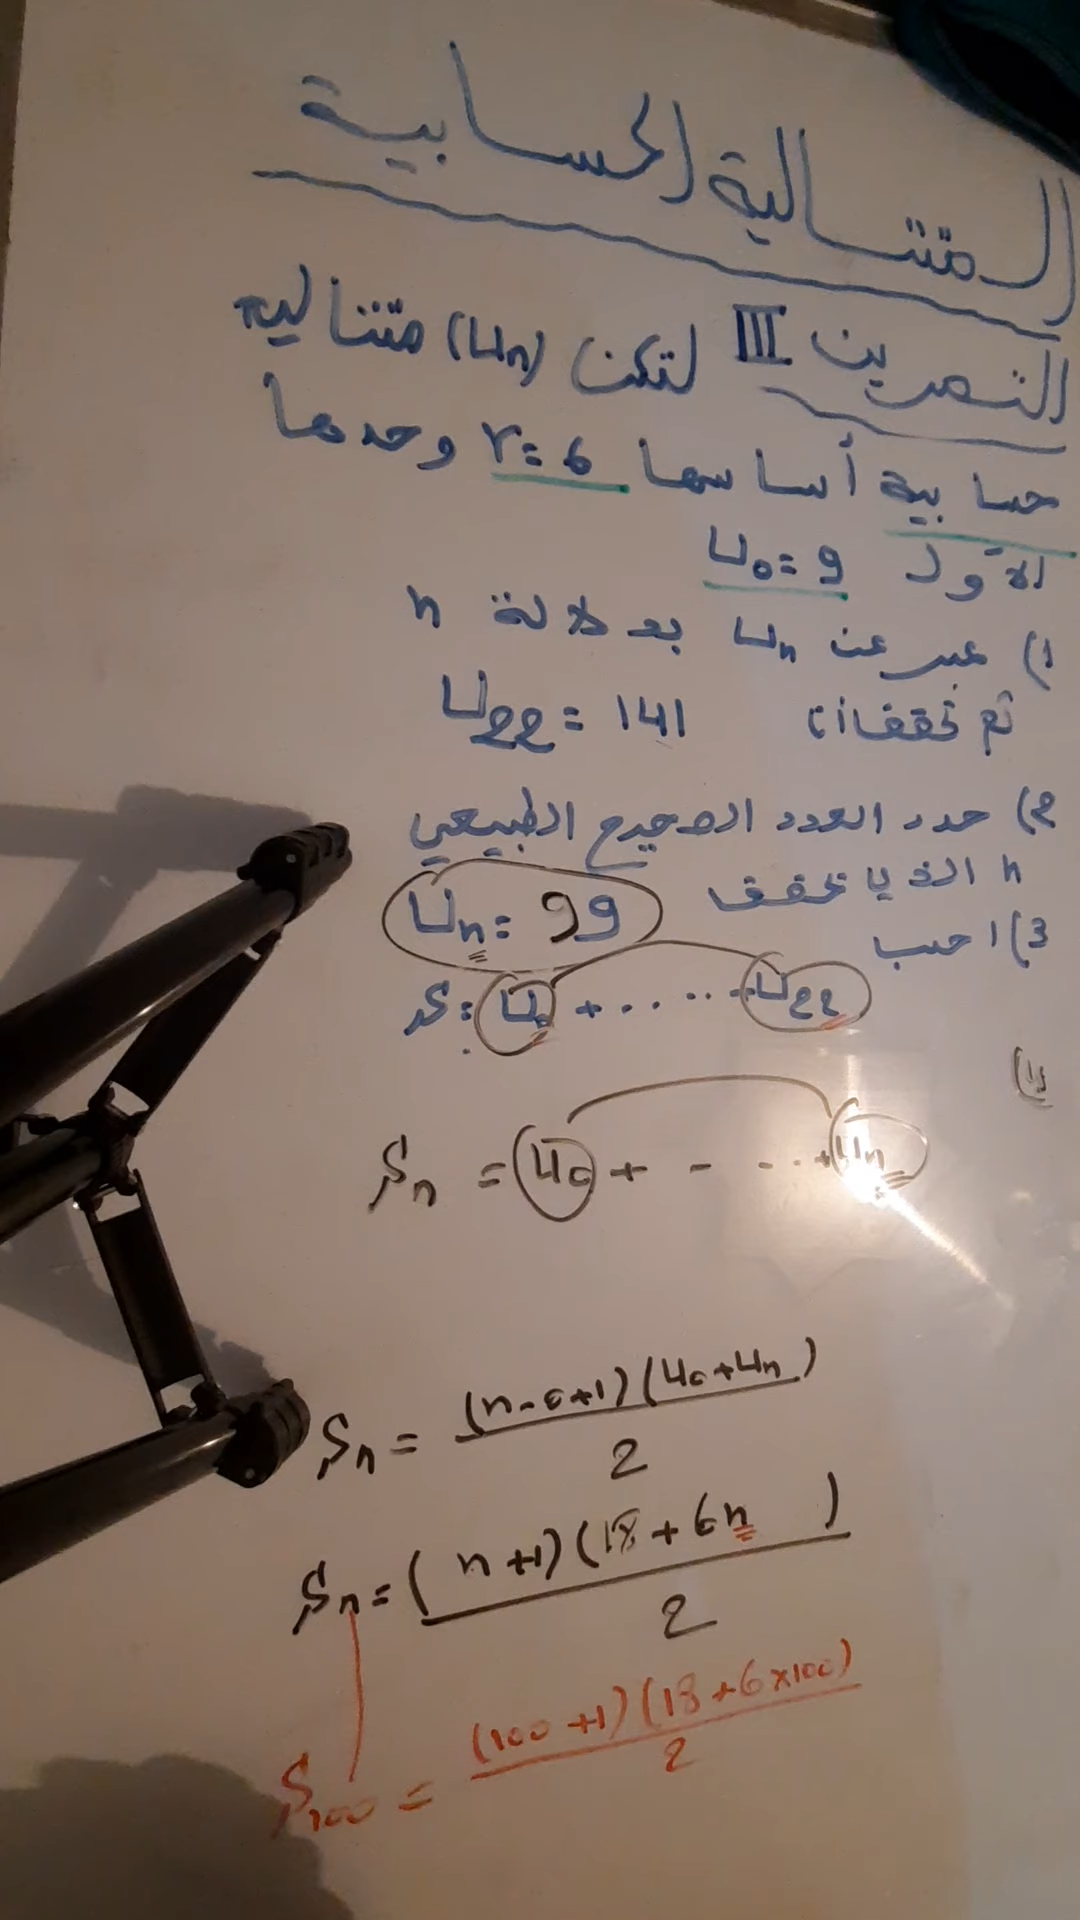 المتتالية الحسابية
التمرين III لتكن (Un) متتالية
حسابية أساسها r=6 وحدها
الأول U0=9
1) عبر عن Un بدلالة n
ثم تحقق أن U22=141
2) حدد العدد الصحيح الطبيعي
n الذي يحقق Un=99
3) احسب
S=U + . . . . . + U22
4)
Sn = U0 + - - . . + Un
Sn = (n-0+1)(U0+Un)/2
Sn = (n+1)(18+6n)/2
S100 = (100+1)(18+6×100)/2